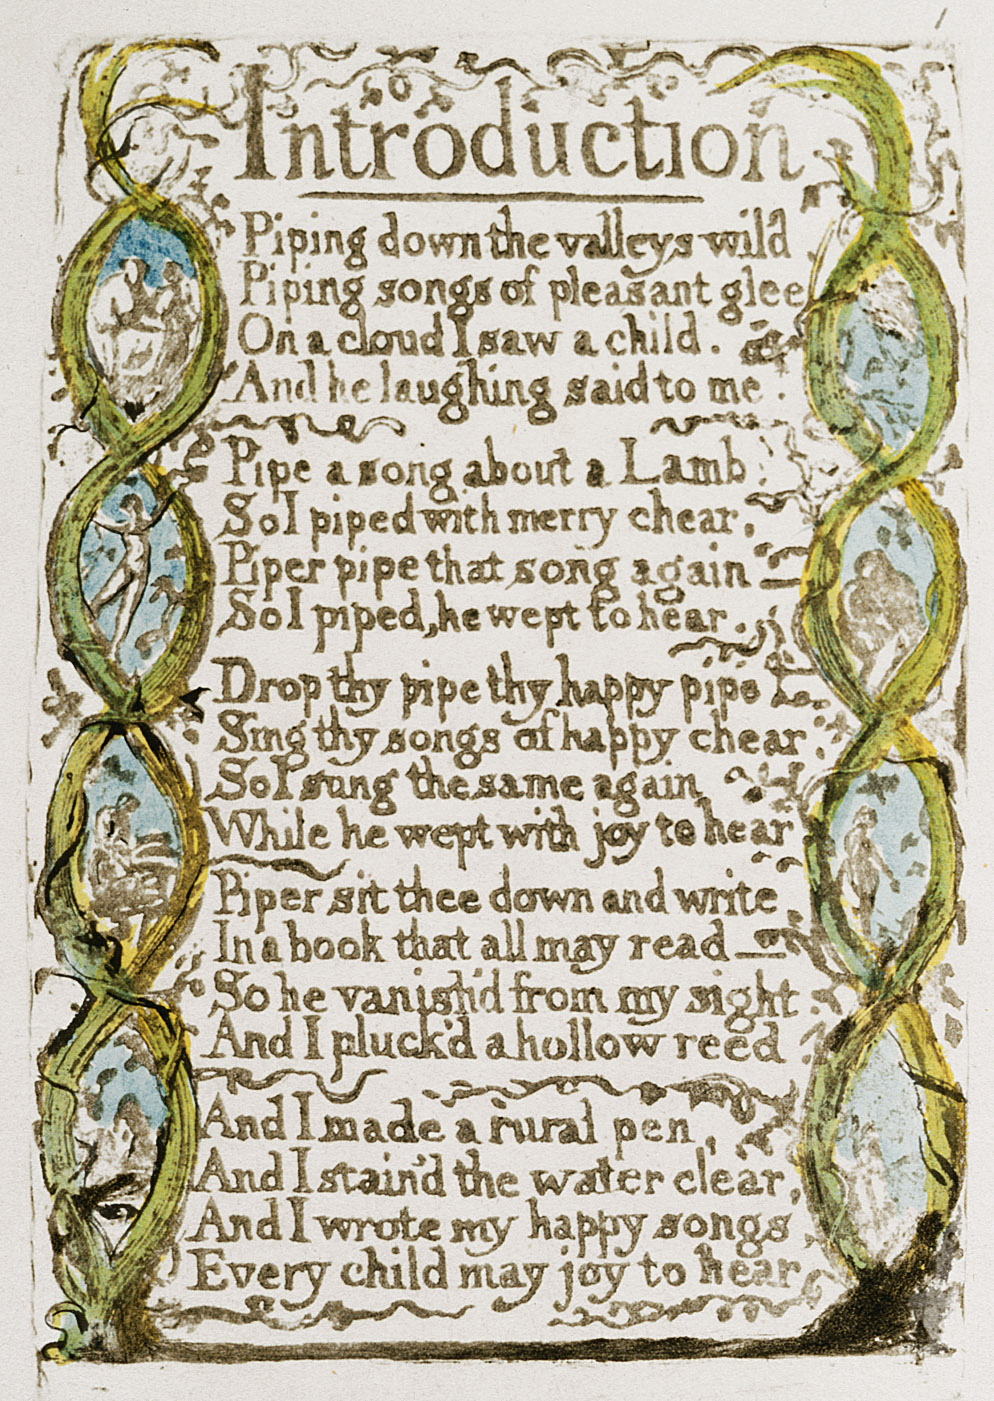 1
Introduction
Piping down the valleys wild
Piping songs of pleasant glee
On a cloud I saw a child.
And he laughing said to me.
Pipe a song about a Lamb:
So I piped with merry chear,
Piper pipe that song again—
So I piped, he wept to hear.
Drop thy pipe thy happy pipe
Sing thy songs of happy chear,
So I sung the same again
While he wept with joy to hear
Piper sit thee down and write
In a book that all may read—
So he vanish'd from my sight
And I pluck'd a hollow reed.
And I made a rural pen,
And I stain'd the water clear,
And I wrote my happy songs,
Every child may joy to hear